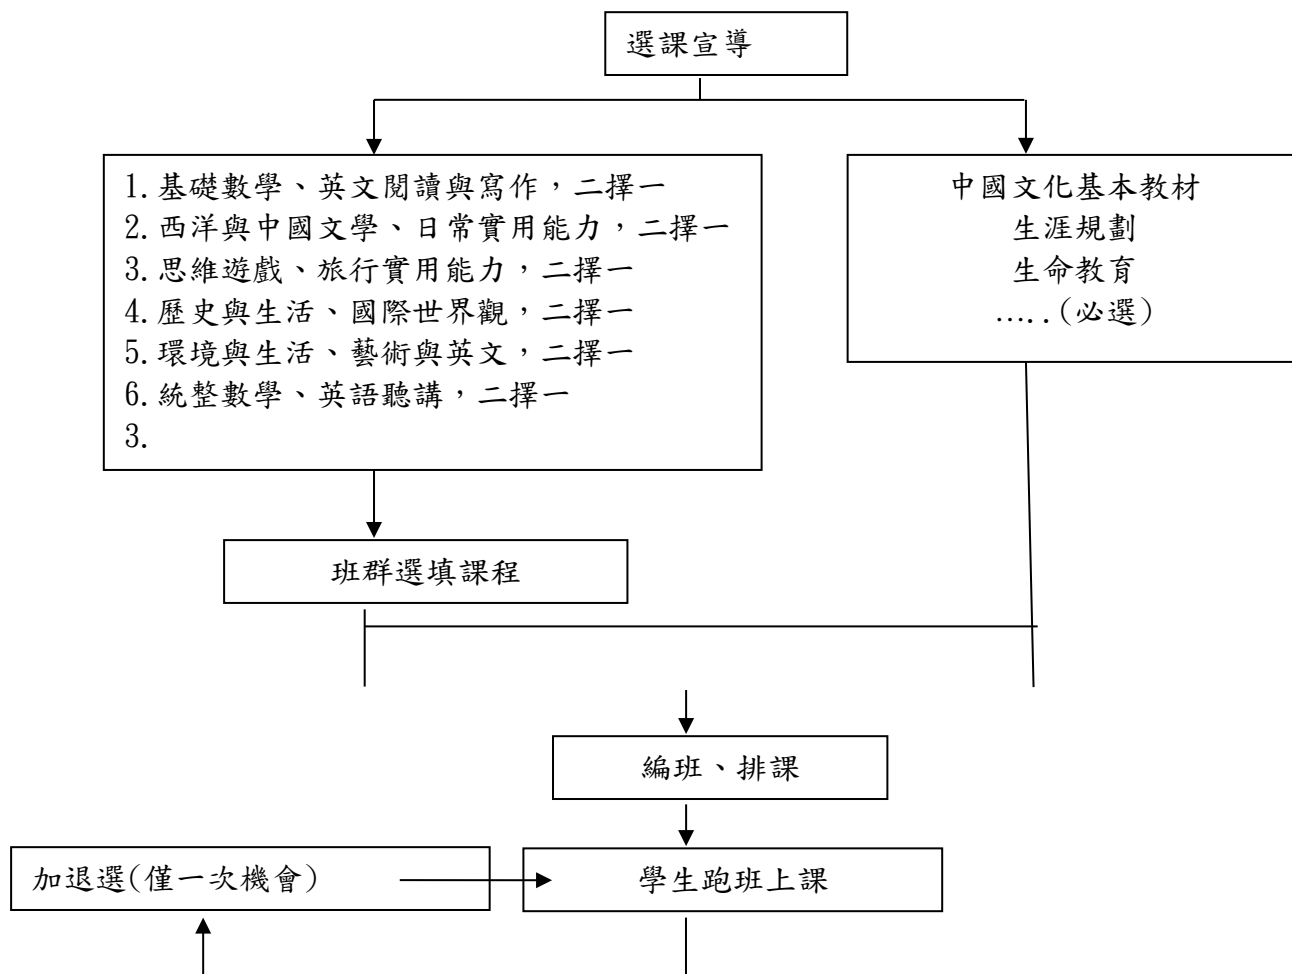 選課宣導
1.基礎數學、英文閱讀與寫作,二擇一
2.西洋與中國文學、日常實用能力,二擇一
3.思維遊戲、旅行實用能力,二擇一
4.歷史與生活、國際世界觀,二擇一
5.環境與生活、藝術與英文,二擇一
6.統整數學、英語聽講,二擇一
3.
中國文化基本教材
生涯規劃
生命教育
…..(必選)
班群選填課程
編班、排課
加退選(僅一次機會)
學生跑班上課